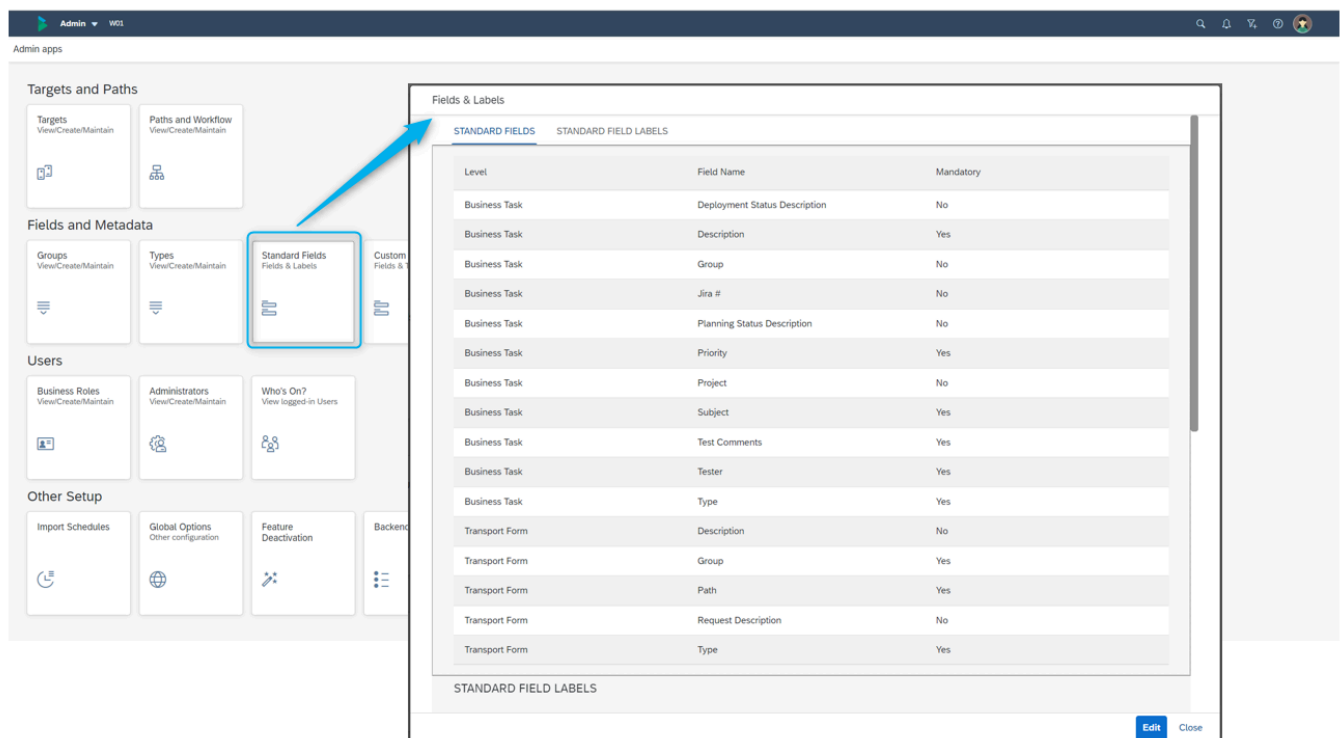 Admin W01
Admin apps
Targets and Paths
Targets
View/Create/Maintain
Paths and Workflow
View/Create/Maintain
Fields and Metadata
Groups
View/Create/Maintain
Types
View/Create/Maintain
Standard Fields
Fields & Labels
Custom
Fields &
Users
Business Roles
View/Create/Maintain
Administrators
View/Create/Maintain
Who's On?
View logged-in Users
Other Setup
Import Schedules
Global Options
Other configuration
Feature
Deactivation
Fields & Labels
STANDARD FIELDS STANDARD FIELD LABELS
Level Field Name Mandatory
Business Task Deployment Status Description No
Business Task Description Yes
Business Task Group No
Business Task Jira # No
Business Task Planning Status Description No
Business Task Priority Yes
Business Task Project No
Business Task Subject Yes
Business Task Test Comments Yes
Business Task Tester Yes
Business Task Type Yes
Transport Form Description No
Transport Form Group Yes
Transport Form Path Yes
Transport Form Request Description No
Transport Form Type Yes
STANDARD FIELD LABELS
Edit Close